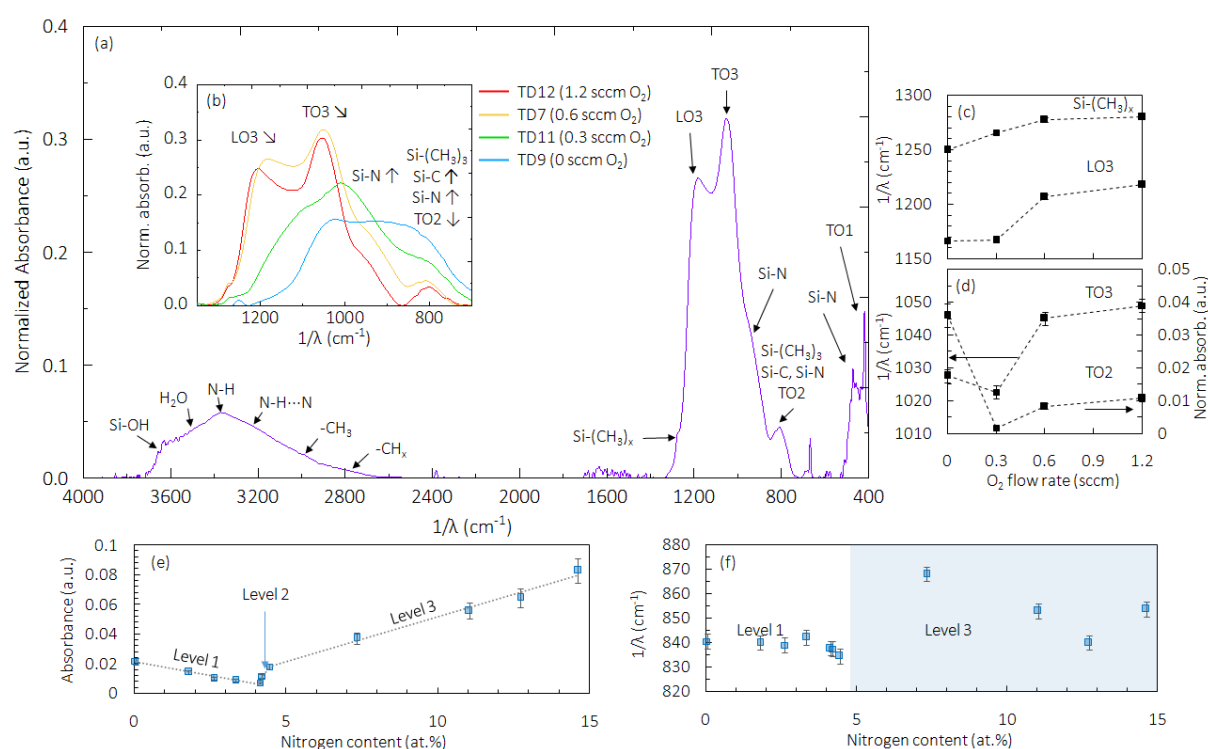 0.4
(a)
0.3
0.2
0.1
0.0
Normalized Absorbance (a.u.)
4000 3600 3200 2800 2400 2000 1600 1200 800 400
1/λ (cm⁻¹)
Si-OH
H₂O
N-H
N-H···N
-CH₃
-CHₓ
Si-(CH₃)ₓ
LO3
TO3
Si-N
Si-(CH₃)₃
Si-C, Si-N
TO2
Si-N
TO1
(b)
0.4
0.3
0.2
0.1
0.0
Norm. absorb. (a.u.)
1200 1000 800
1/λ (cm⁻¹)
LO3 ↘
TO3 ↘
Si-N ↑
Si-(CH₃)₃
Si-C ↑
Si-N ↑
TO2 ↓
TD12 (1.2 sccm O₂)
TD7 (0.6 sccm O₂)
TD11 (0.3 sccm O₂)
TD9 (0 sccm O₂)
(c)
1300
1250
1200
1150
1/λ (cm⁻¹)
Si-(CH₃)ₓ
LO3
(d)
1050
1040
1030
1020
1010
1/λ (cm⁻¹)
TO3
TO2
0.05
0.04
0.03
0.02
0.01
0
Norm. absorb. (a.u.)
0 0.3 0.6 0.9 1.2
O₂ flow rate (sccm)
(e)
0.1
0.08
0.06
0.04
0.02
0
Absorbance (a.u.)
Level 1
Level 2
Level 3
0 5 10 15
Nitrogen content (at.%)
(f)
880
870
860
850
840
830
820
1/λ (cm⁻¹)
Level 1
Level 3
0 5 10 15
Nitrogen content (at.%)